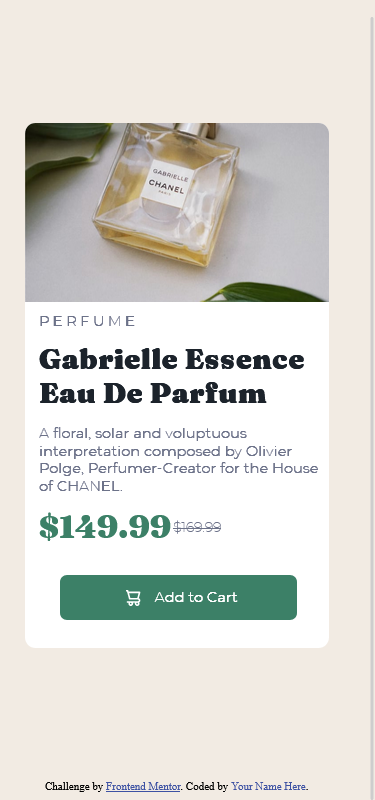 GABRIELLE
CHANEL
PARIS
PERFUME
Gabrielle Essence
Eau De Parfum
A floral, solar and voluptuous
interpretation composed by Olivier
Polge, Perfumer-Creator for the House
of CHANEL.
$149.99 $169.99
Add to Cart
Challenge by Frontend Mentor. Coded by Your Name Here.